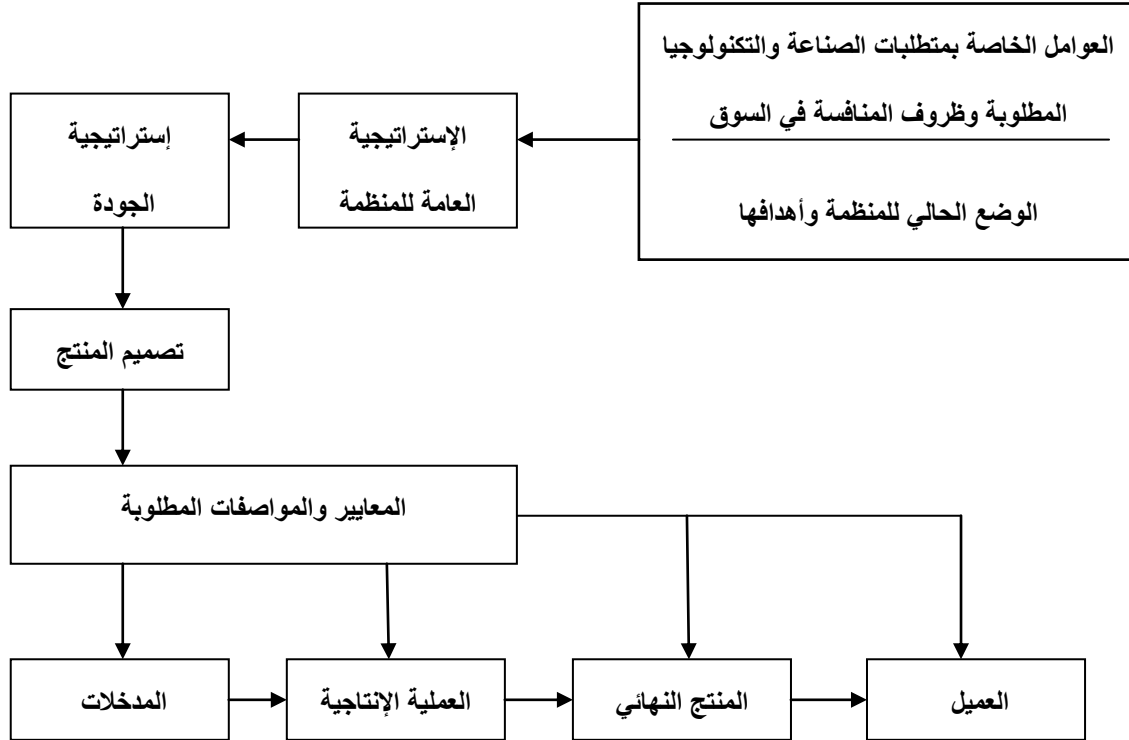 العوامل الخاصة بمتطلبات الصناعة والتكنولوجيا
المطلوبة وظروف المنافسة في السوق
الوضع الحالي للمنظمة وأهدافها
الإستراتيجية
العامة للمنظمة
إستراتيجية
الجودة
تصميم المنتج
المعايير والمواصفات المطلوبة
المدخلات
العملية الإنتاجية
المنتج النهائي
العميل